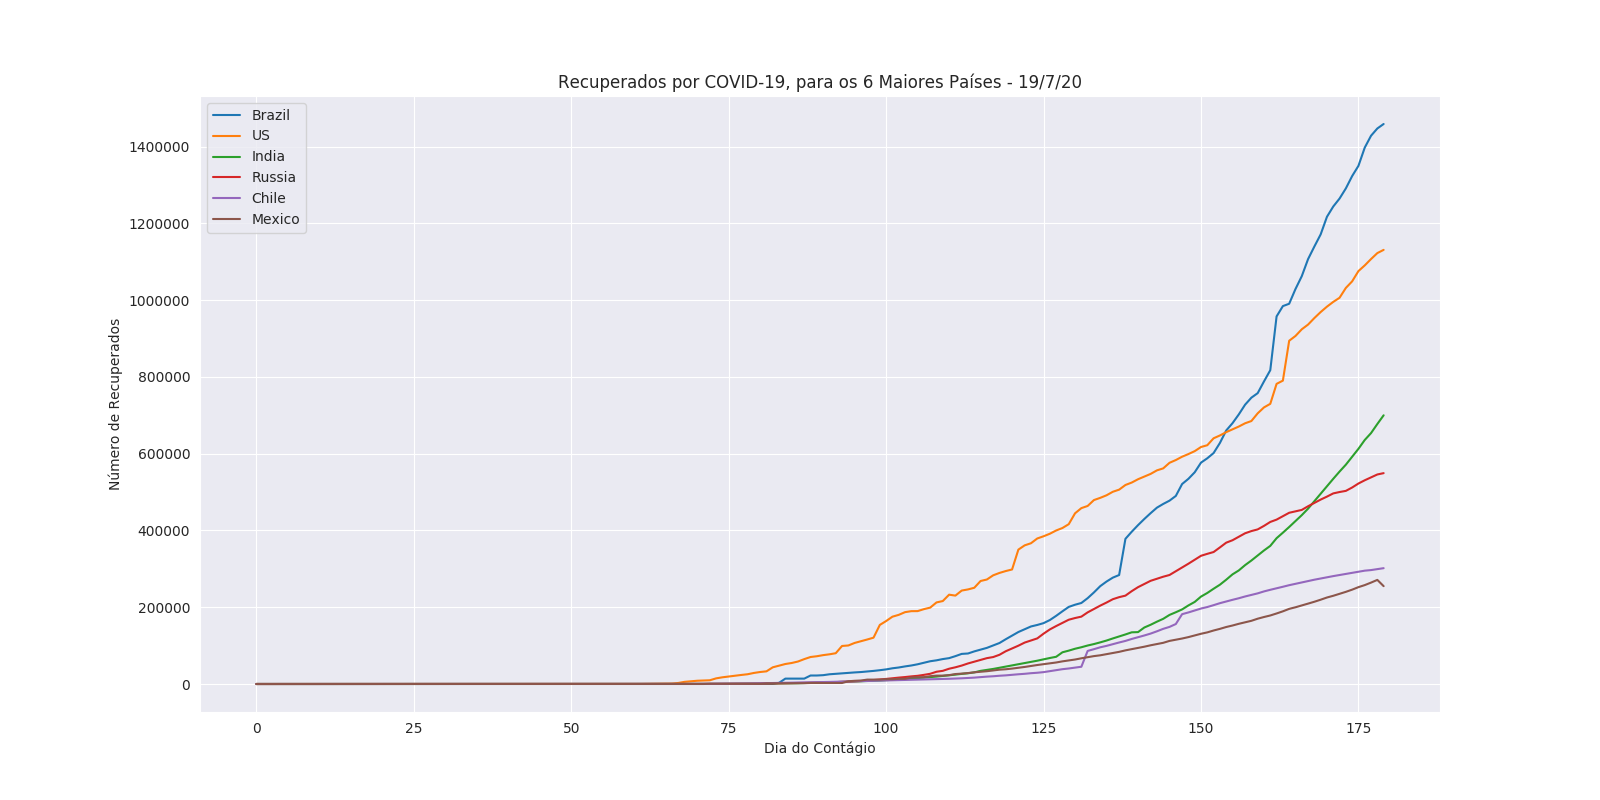 Recuperados por COVID-19, para os 6 Maiores Países - 19/7/20
Brazil
US
India
Russia
Chile
Mexico
1400000
1200000
1000000
800000
600000
400000
200000
0
Número de Recuperados
0 25 50 75 100 125 150 175
Dia do Contágio